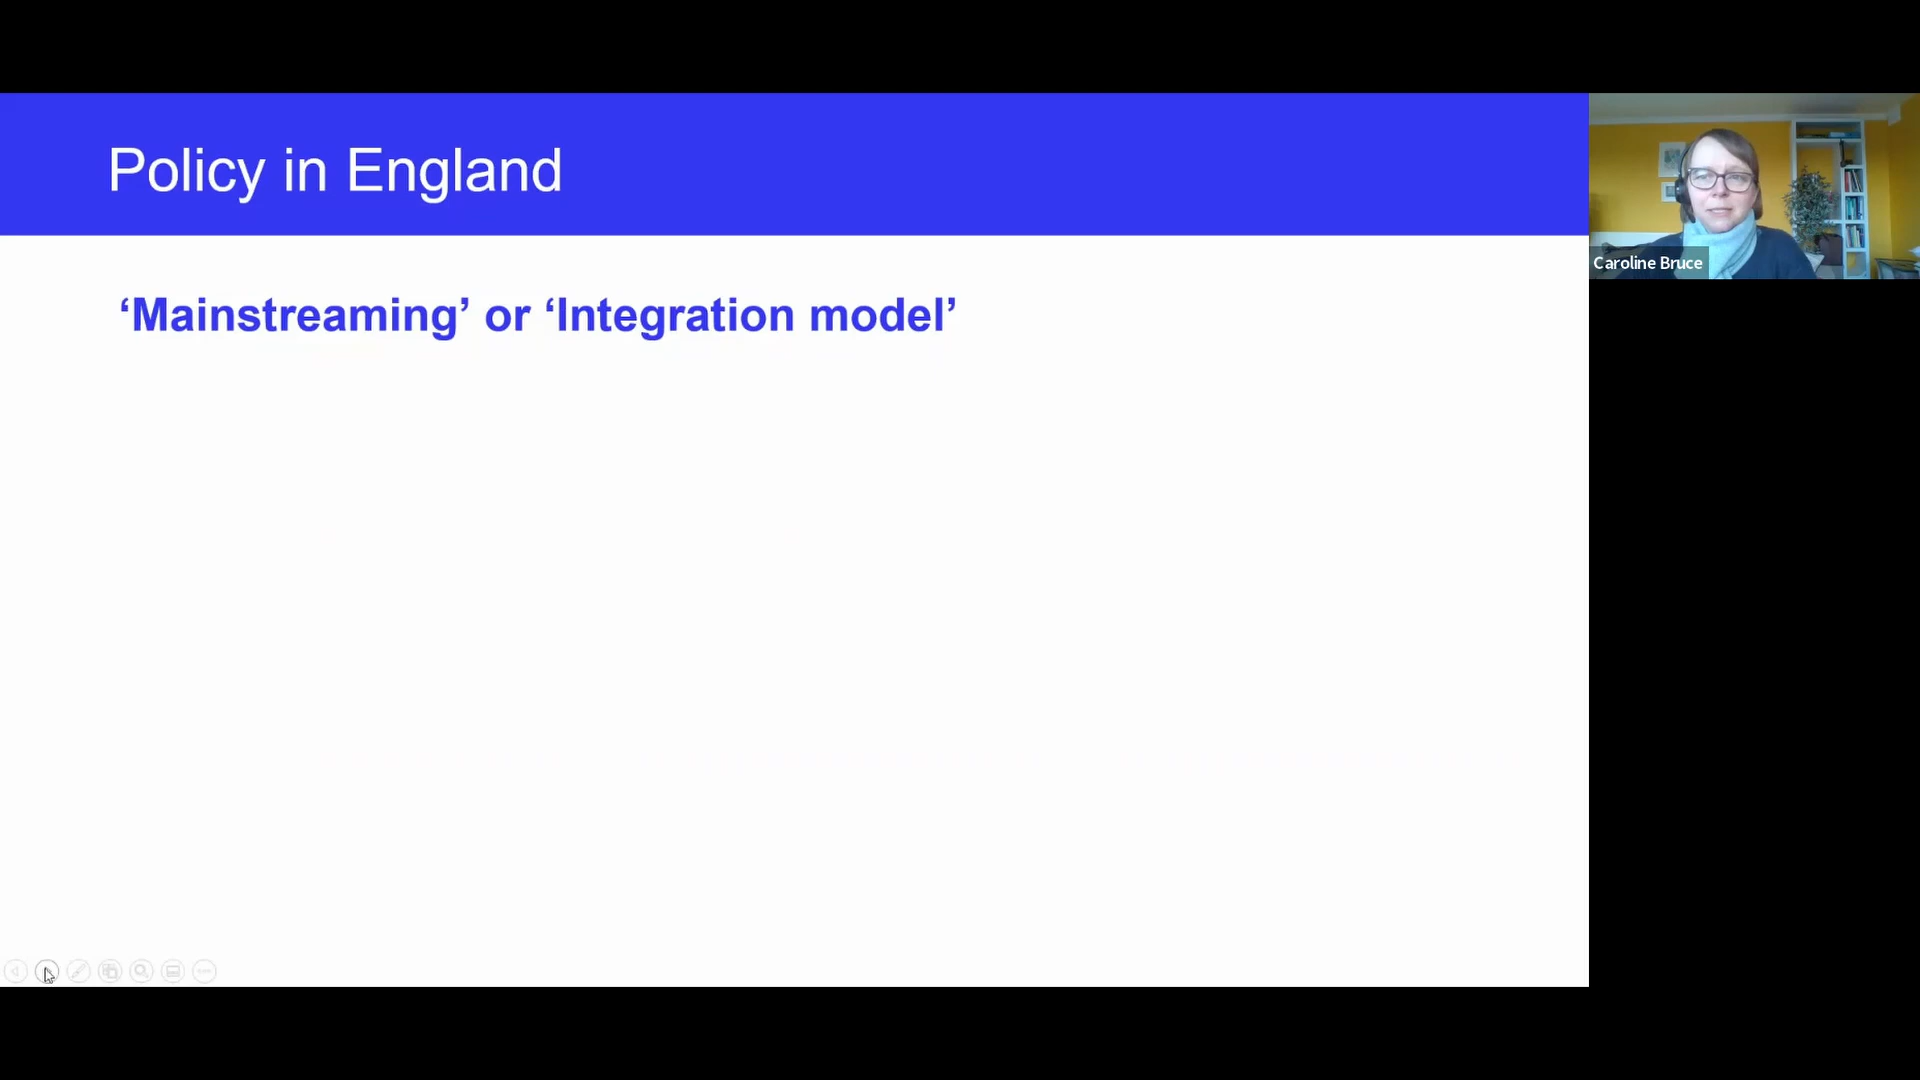 Policy in England
‘Mainstreaming’ or ‘Integration model’
Caroline Bruce